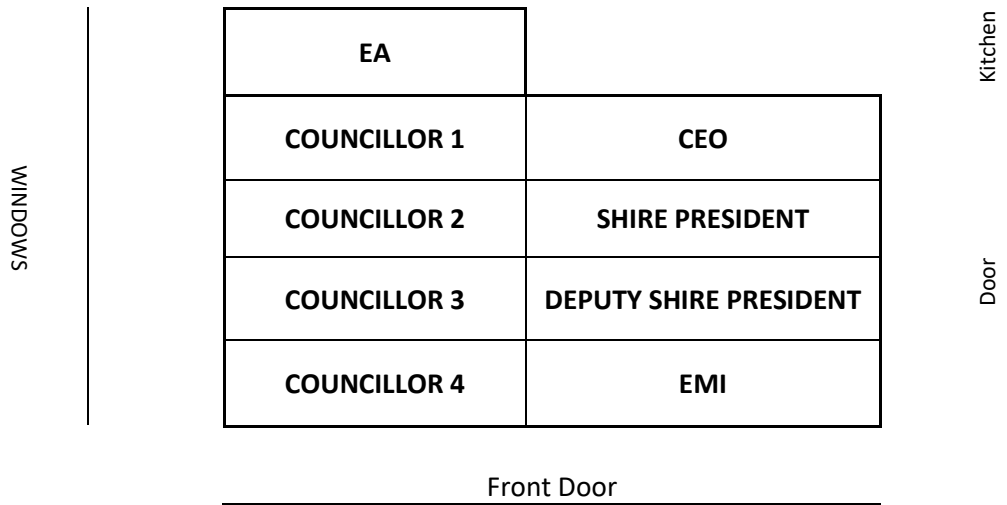 EA
Kitchen
COUNCILLOR 1
CEO
WINDOWS
COUNCILLOR 2
SHIRE PRESIDENT
COUNCILLOR 3
DEPUTY SHIRE PRESIDENT
Door
COUNCILLOR 4
EMI
Front Door